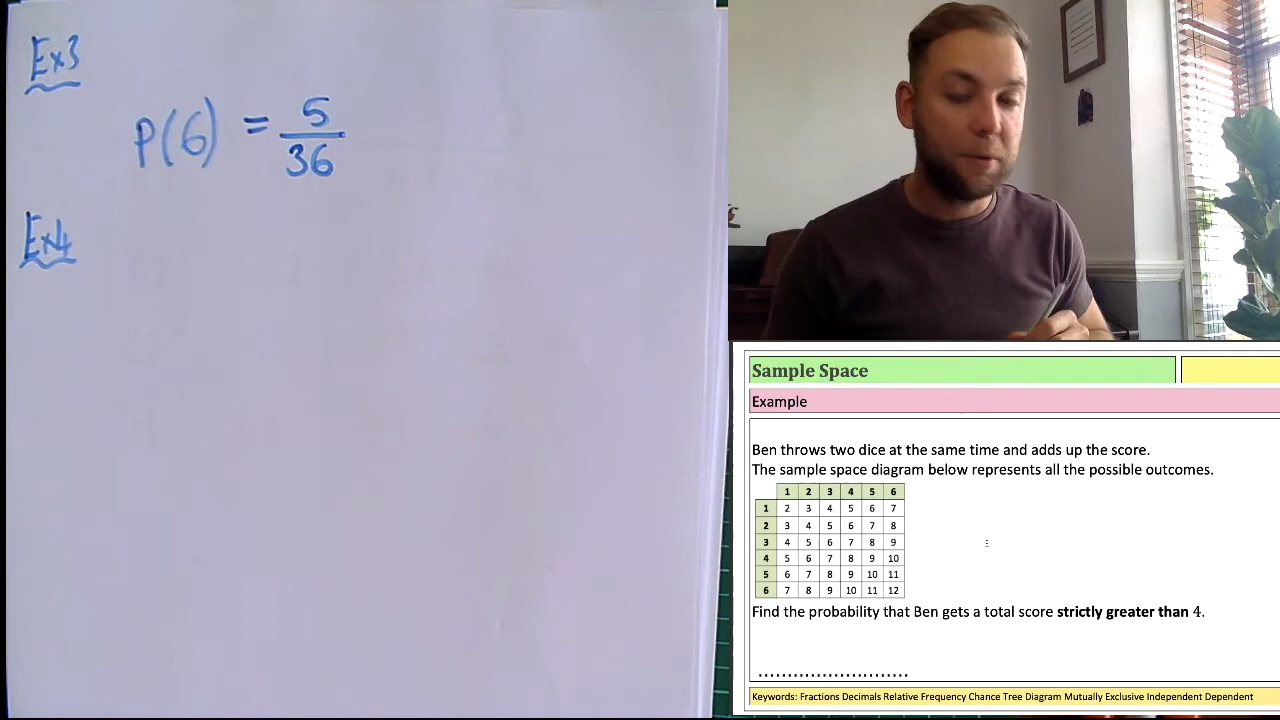 Ex3
P(6) = 5/36
Ex4
Sample Space
Example
Ben throws two dice at the same time and adds up the score.
The sample space diagram below represents all the possible outcomes.
1 2 3 4 5 6
1 2 3 4 5 6 7
2 3 4 5 6 7 8
3 4 5 6 7 8 9
4 5 6 7 8 9 10
5 6 7 8 9 10 11
6 7 8 9 10 11 12
Find the probability that Ben gets a total score strictly greater than 4.
..........................
Keywords: Fractions Decimals Relative Frequency Chance Tree Diagram Mutually Exclusive Independent Dependent